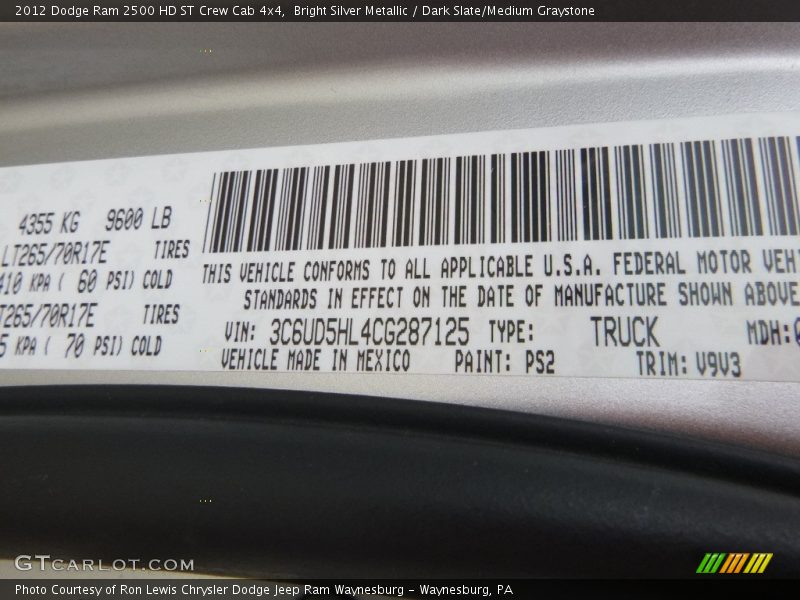 2012 Dodge Ram 2500 HD ST Crew Cab 4x4,  Bright Silver Metallic / Dark Slate/Medium Graystone
4355 KG 9600 LB
LT265/70R17E TIRES
410 KPA ( 60 PSI) COLD
T265/70R17E TIRES
5 KPA ( 70 PSI) COLD
THIS VEHICLE CONFORMS TO ALL APPLICABLE U.S.A. FEDERAL MOTOR VEH
STANDARDS IN EFFECT ON THE DATE OF MANUFACTURE SHOWN ABOVE
VIN: 3C6UD5HL4CG287125 TYPE: TRUCK MDH:
VEHICLE MADE IN MEXICO PAINT: PS2 TRIM: V9V3
GTCARLOT.COM
Photo Courtesy of Ron Lewis Chrysler Dodge Jeep Ram Waynesburg – Waynesburg, PA